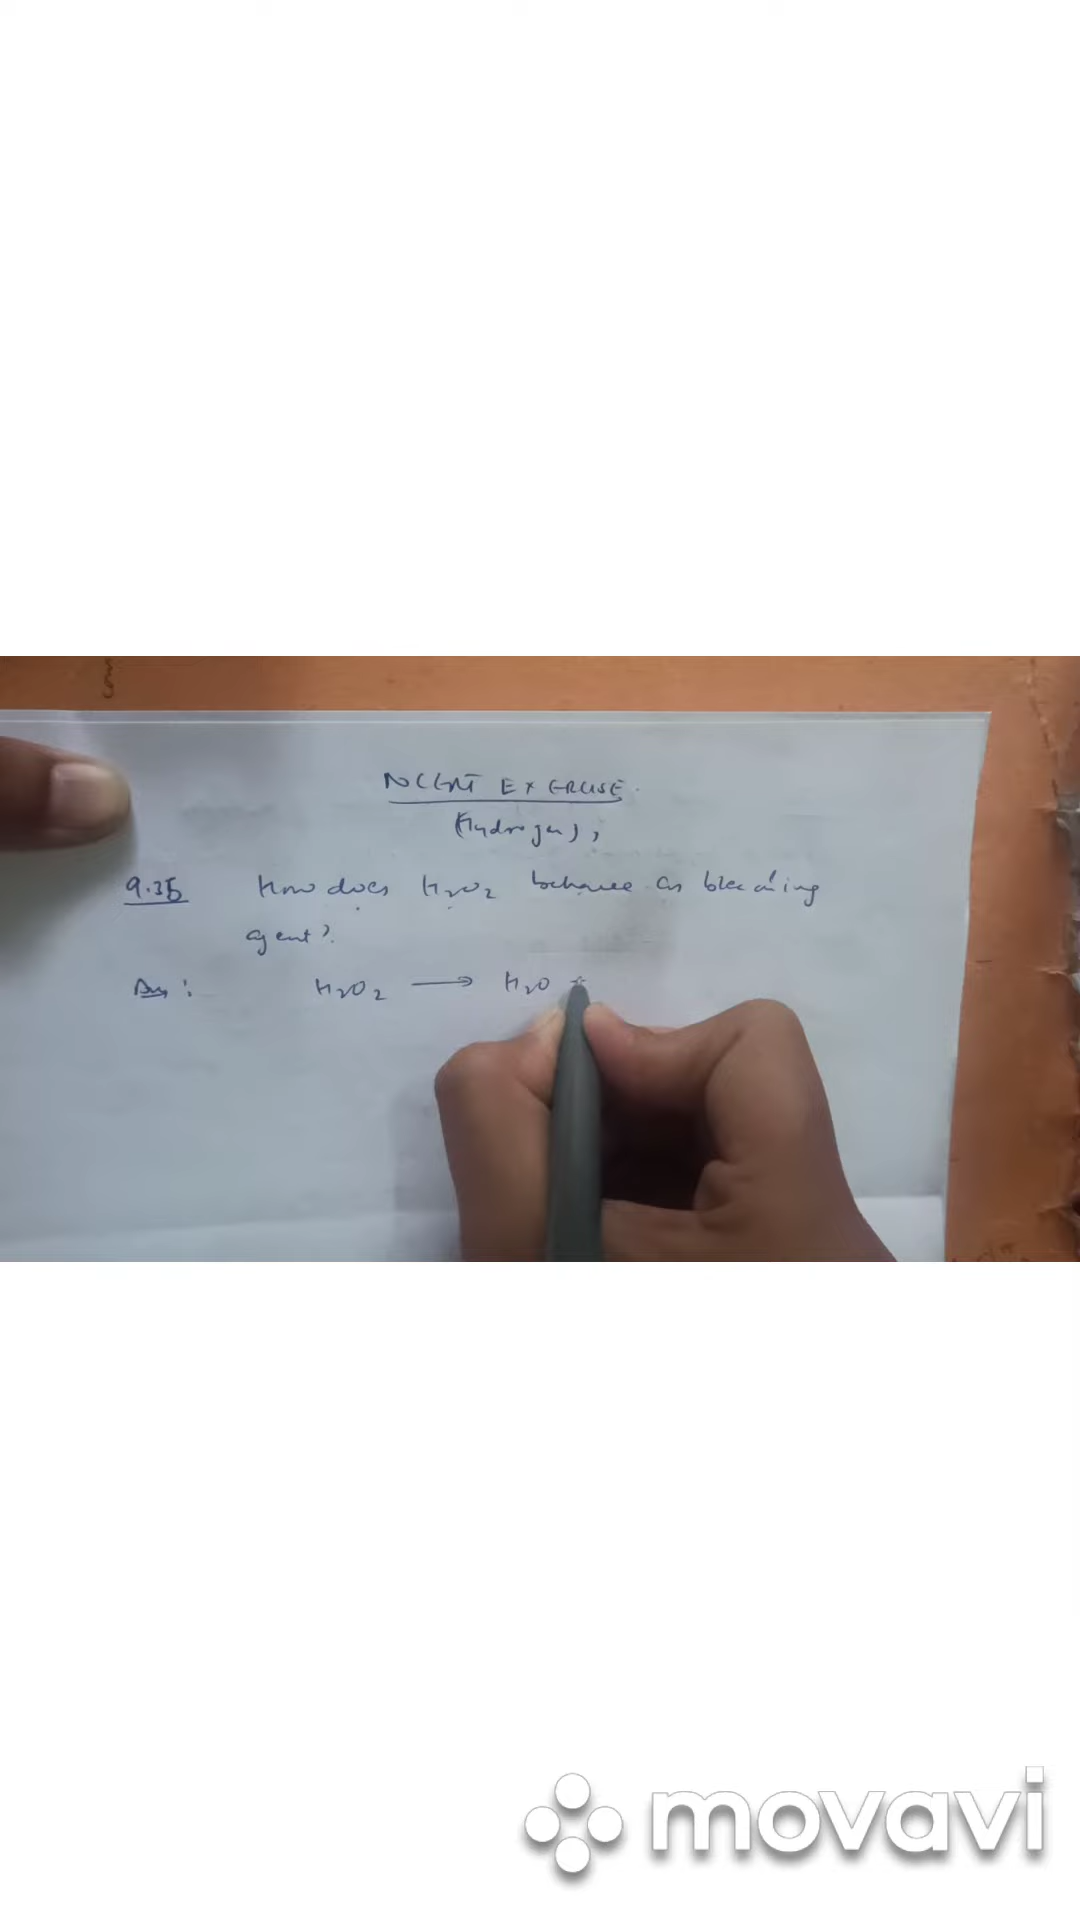 NCERT EXERCISE
(Hydrogen),
9.35 How does H₂O₂ behave as bleaching
agent?
Ans: H₂O₂ → H₂O +
movavi